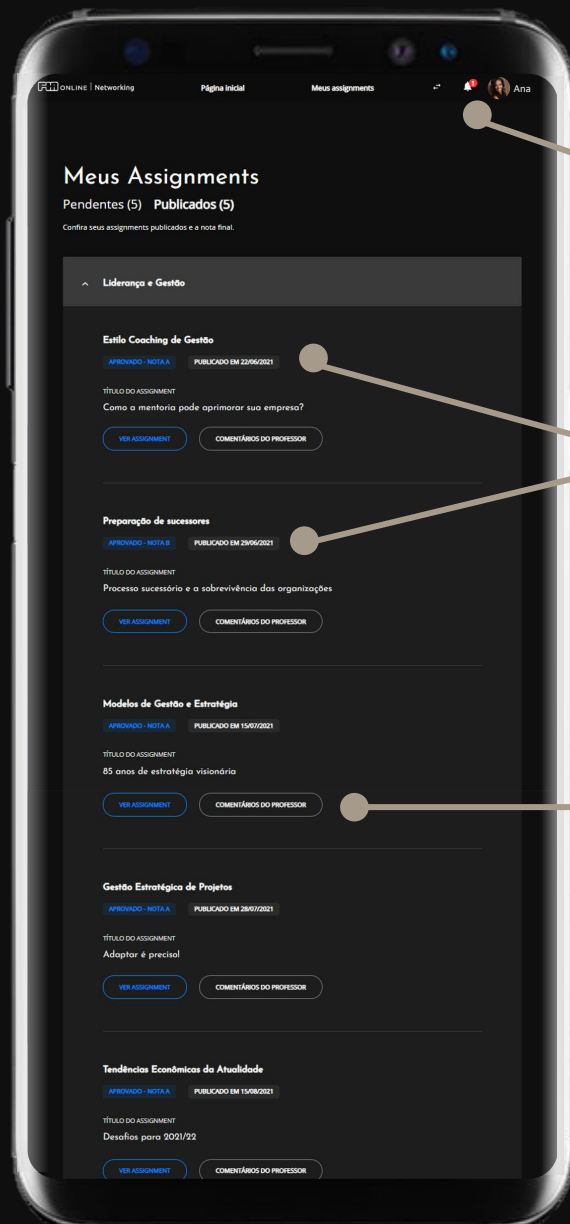 FM ONLINE | Networking Página inicial Meus assignments 1 Ana
Meus Assignments
Pendentes (5) Publicados (5)
Confira seus assignments publicados e a nota final.
Liderança e Gestão
Estilo Coaching de Gestão
APROVADO - NOTA A PUBLICADO EM 22/06/2021
TÍTULO DO ASSIGNMENT
Como a mentoria pode aprimorar sua empresa?
VER ASSIGNMENT COMENTÁRIOS DO PROFESSOR
Preparação de sucessores
APROVADO - NOTA B PUBLICADO EM 29/06/2021
TÍTULO DO ASSIGNMENT
Processo sucessório e a sobrevivência das organizações
VER ASSIGNMENT COMENTÁRIOS DO PROFESSOR
Modelos de Gestão e Estratégia
APROVADO - NOTA A PUBLICADO EM 15/07/2021
TÍTULO DO ASSIGNMENT
85 anos de estratégia visionária
VER ASSIGNMENT COMENTÁRIOS DO PROFESSOR
Gestão Estratégica de Projetos
APROVADO - NOTA A PUBLICADO EM 28/07/2021
TÍTULO DO ASSIGNMENT
Adaptar é preciso!
VER ASSIGNMENT COMENTÁRIOS DO PROFESSOR
Tendências Econômicas da Atualidade
APROVADO - NOTA A PUBLICADO EM 15/08/2021
TÍTULO DO ASSIGNMENT
Desafios para 2021/22
VER ASSIGNMENT COMENTÁRIOS DO PROFESSOR